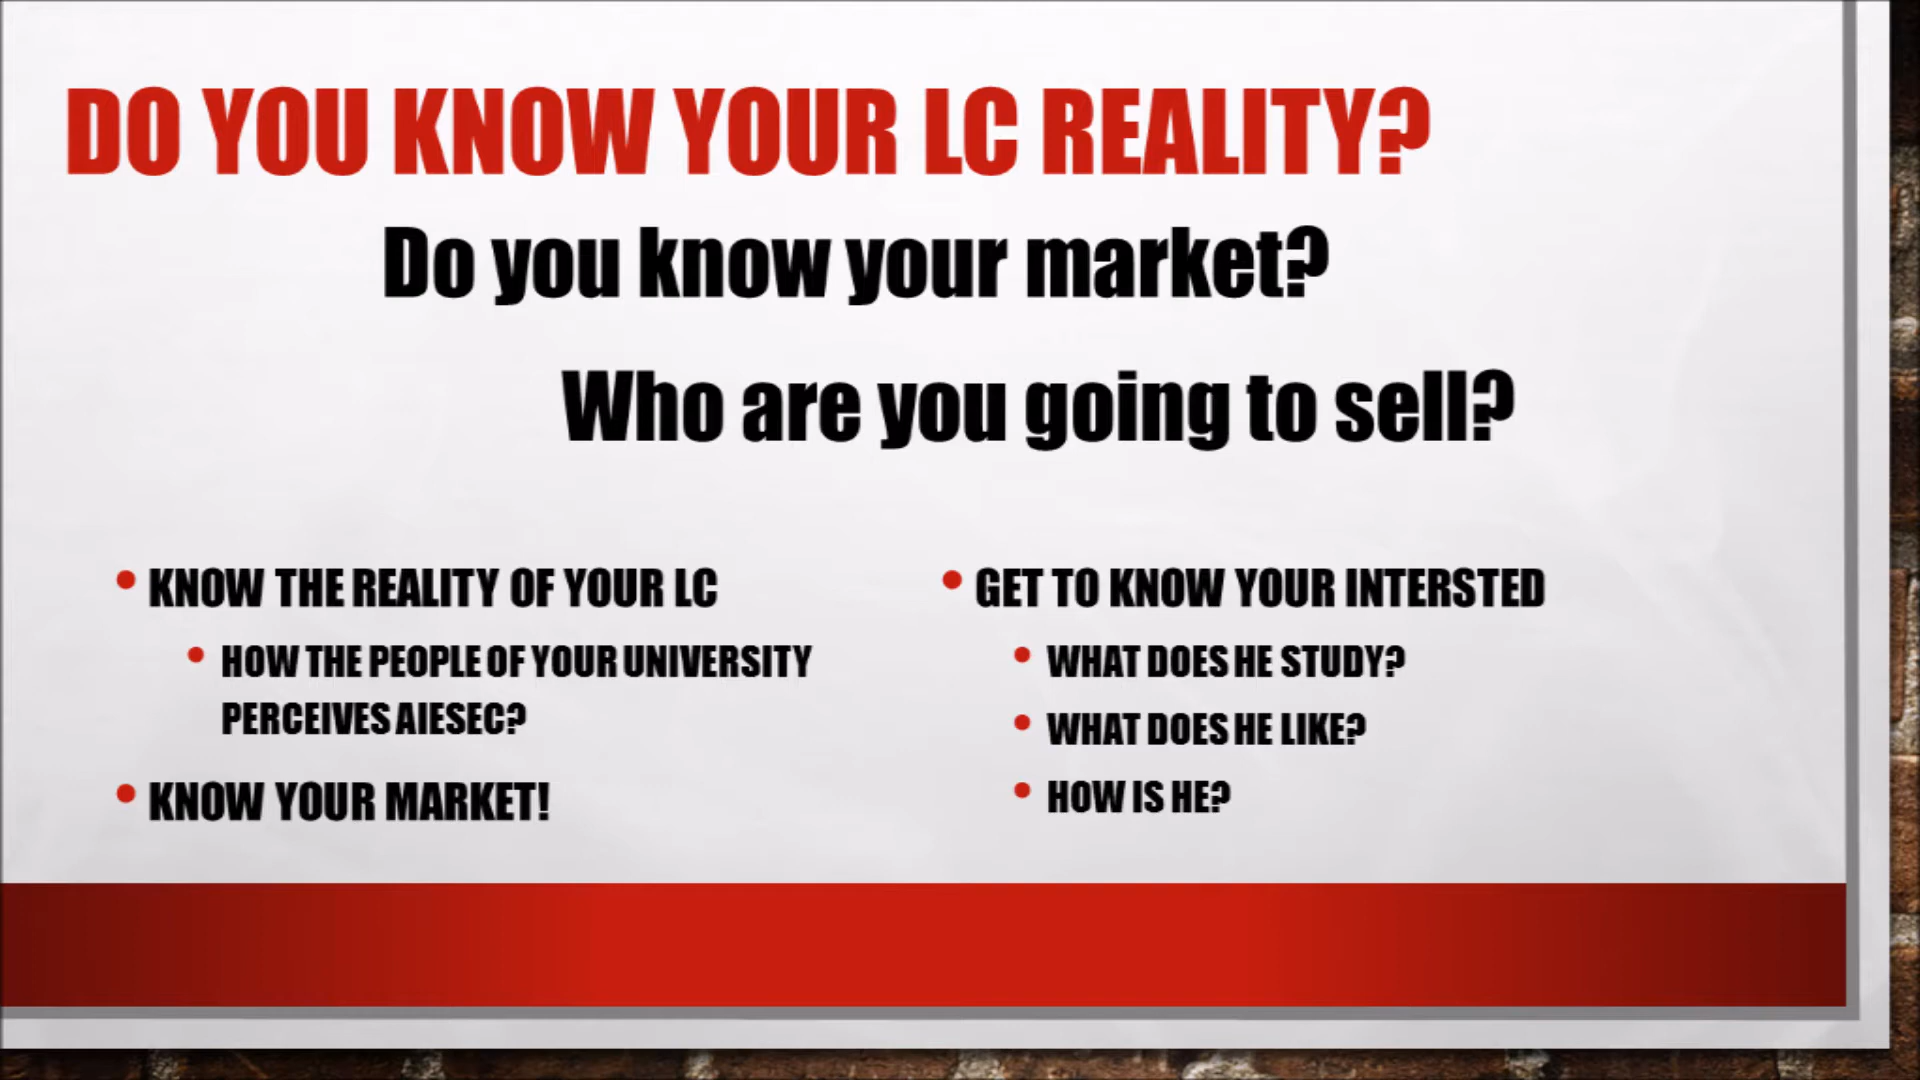 DO YOU KNOW YOUR LC REALITY?
Do you know your market?
Who are you going to sell?
• KNOW THE REALITY OF YOUR LC
• HOW THE PEOPLE OF YOUR UNIVERSITY
PERCEIVES AIESEC?
• KNOW YOUR MARKET!
• GET TO KNOW YOUR INTERSTED
• WHAT DOES HE STUDY?
• WHAT DOES HE LIKE?
• HOW IS HE?